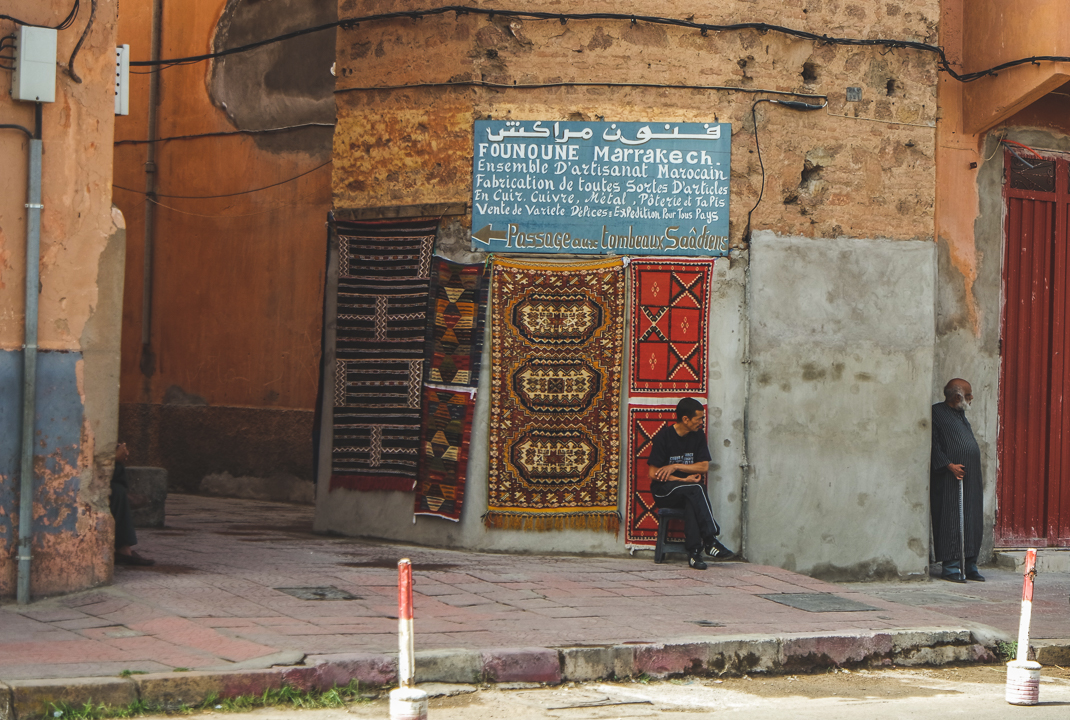 فنون مراكش
FOUNOUNE Marrakech.
Ensemble D'artisanat Marocain
Fabrication de toutes Sortes D'articles
En Cuir. Cuivre, Métal, Pôterie et Tapis
Vente de Variete Délices: Expédition Pour Tous Pays
Passage aux tombeaux Saâdiens